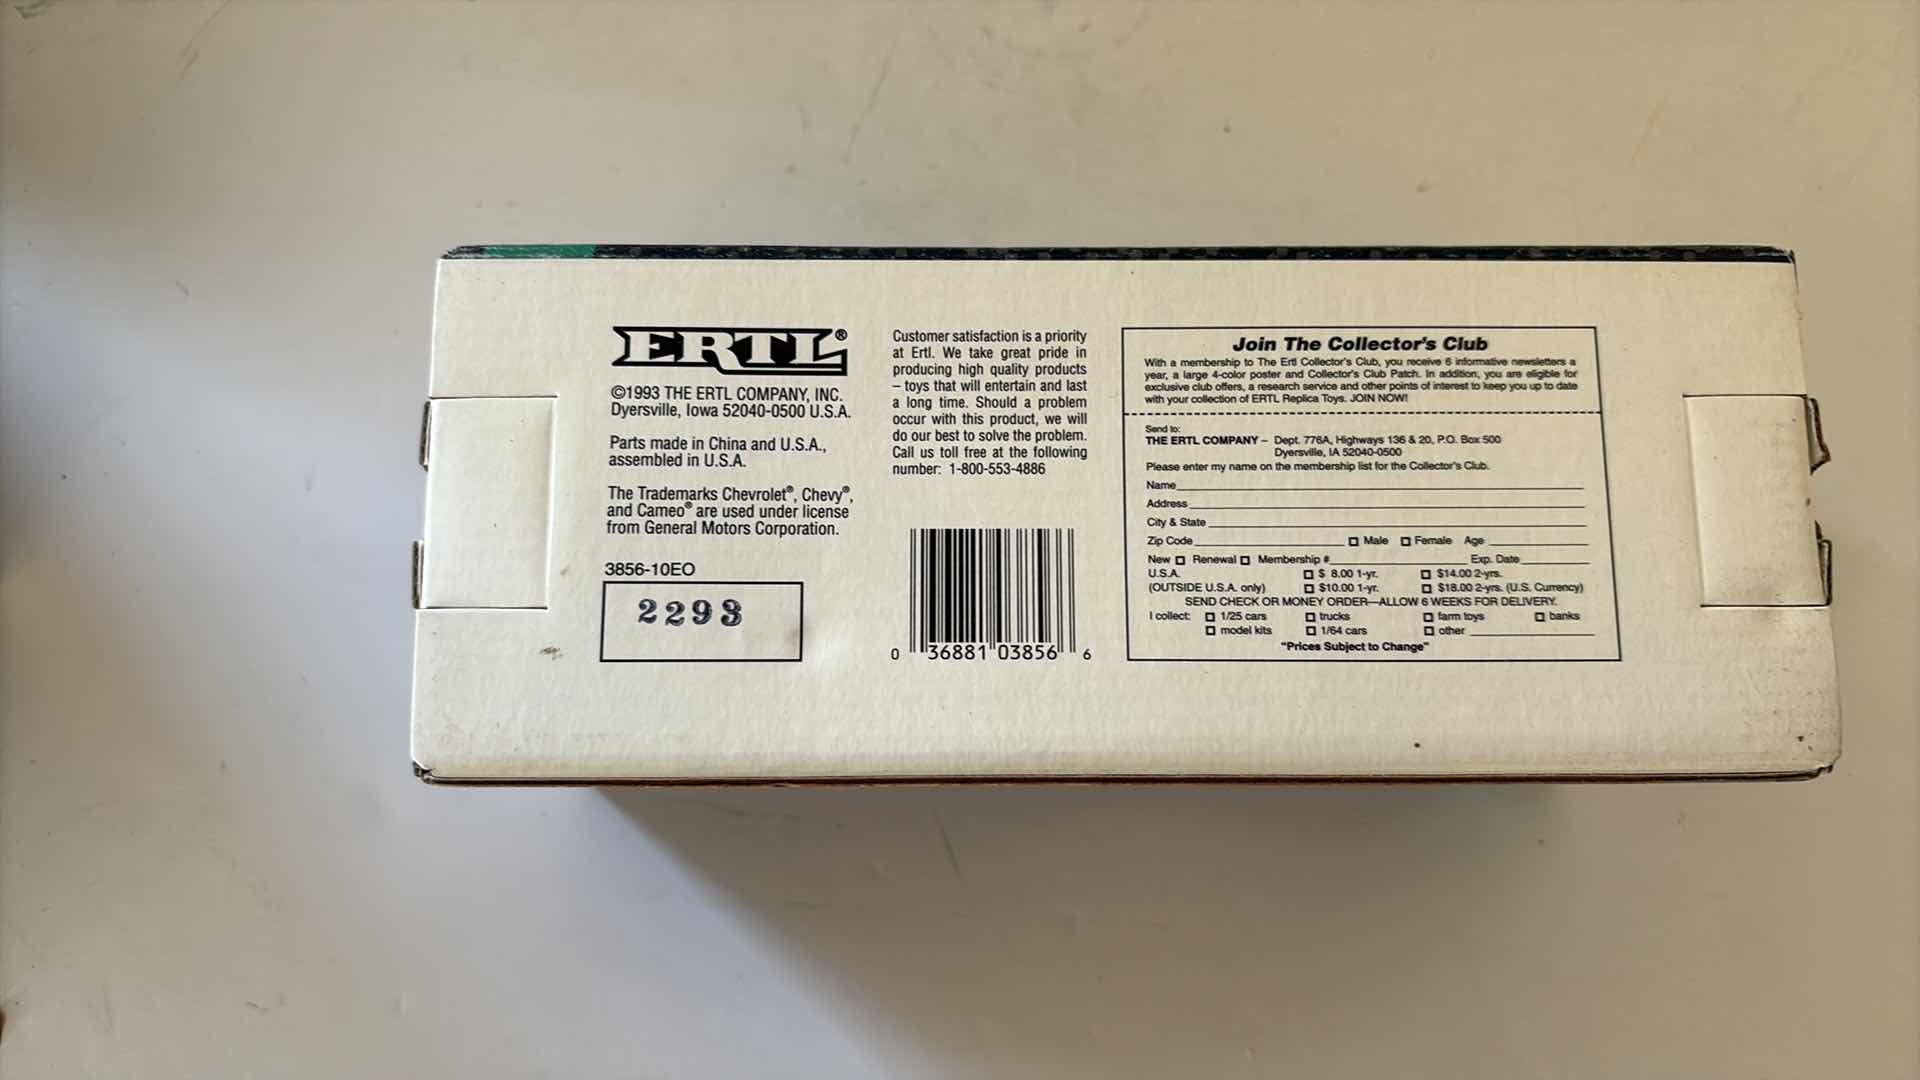 ERTL®
©1993 THE ERTL COMPANY, INC.
Dyersville, Iowa 52040-0500 U.S.A.
Parts made in China and U.S.A.,
assembled in U.S.A.
The Trademarks Chevrolet®, Chevy®,
and Cameo® are used under license
from General Motors Corporation.
3856-10EO
2293
Customer satisfaction is a priority
at Ertl. We take great pride in
producing high quality products
– toys that will entertain and last
a long time. Should a problem
occur with this product, we will
do our best to solve the problem.
Call us toll free at the following
number: 1-800-553-4886
0 36881 03856 6
Join The Collector's Club
With a membership to The Ertl Collector's Club, you receive 6 informative newsletters a
year, a large 4-color poster and Collector's Club Patch. In addition, you are eligible for
exclusive club offers, a research service and other points of interest to keep you up to date
with your collection of ERTL Replica Toys. JOIN NOW!
Send to:
THE ERTL COMPANY – Dept. 776A, Highways 136 & 20, P.O. Box 500
Dyersville, IA 52040-0500
Please enter my name on the membership list for the Collector's Club.
Name
Address
City & State
Zip Code Male Female Age
New Renewal Membership # Exp. Date
U.S.A. $ 8.00 1-yr. $14.00 2-yrs.
(OUTSIDE U.S.A. only) $10.00 1-yr. $18.00 2-yrs. (U.S. Currency)
SEND CHECK OR MONEY ORDER—ALLOW 6 WEEKS FOR DELIVERY.
I collect: 1/25 cars trucks farm toys banks
model kits 1/64 cars other
"Prices Subject to Change"